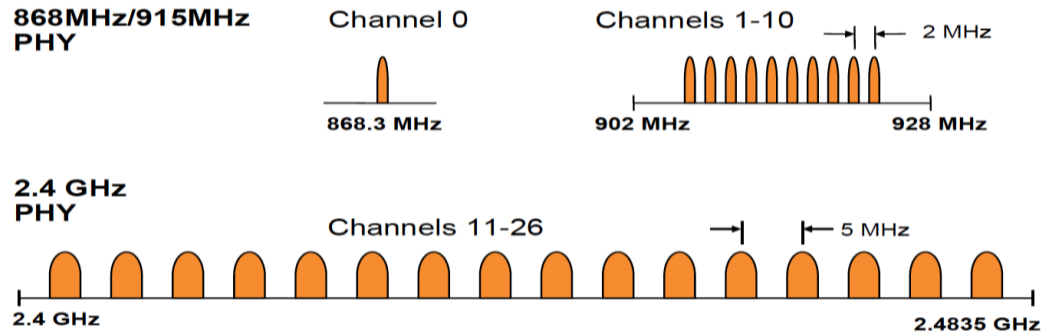 868MHz/915MHz
PHY
Channel 0
Channels 1-10
2 MHz
868.3 MHz
902 MHz
928 MHz
2.4 GHz
PHY
Channels 11-26
5 MHz
2.4 GHz
2.4835 GHz